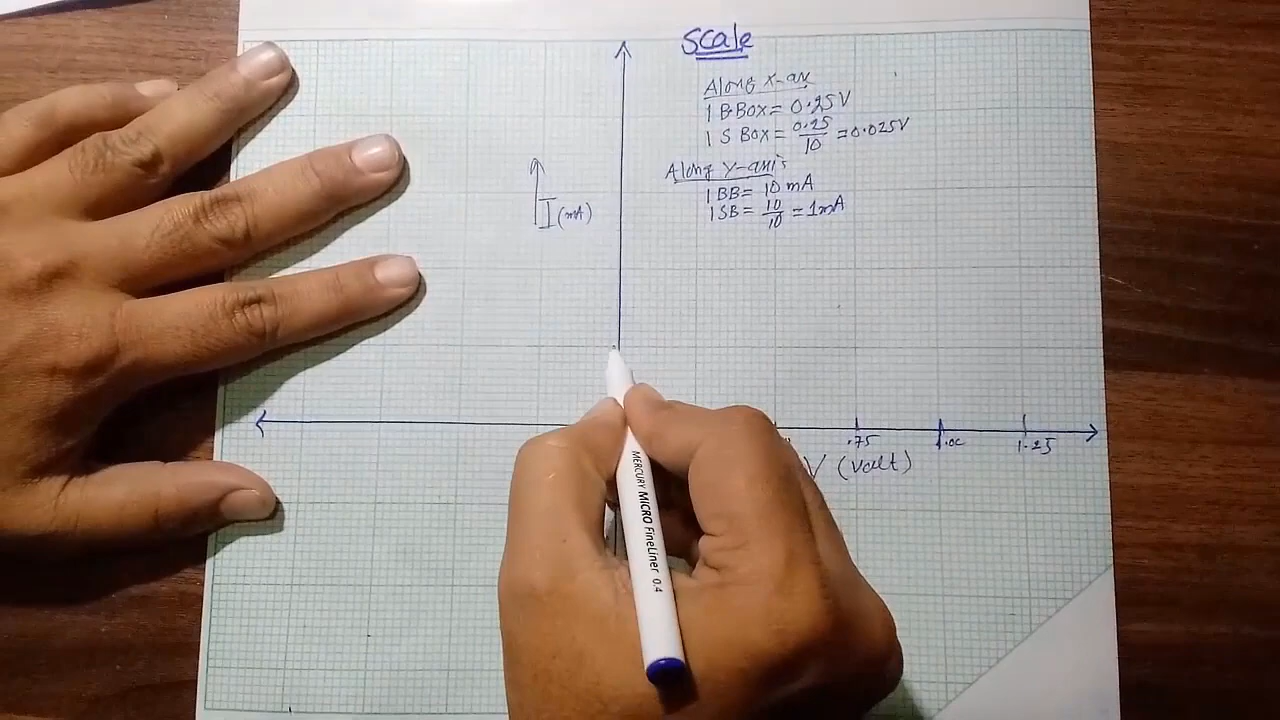 Scale
Along X-ax
1 B Box = 0.25V
1 S Box = 0.25/10 = 0.025V
Along Y-axis
1 BB = 10 mA
1 SB = 10/10 = 1mA
I (mA)
.75 1.00 1.25
V (Volt)
MERCURY MICRO FineLiner 0.4